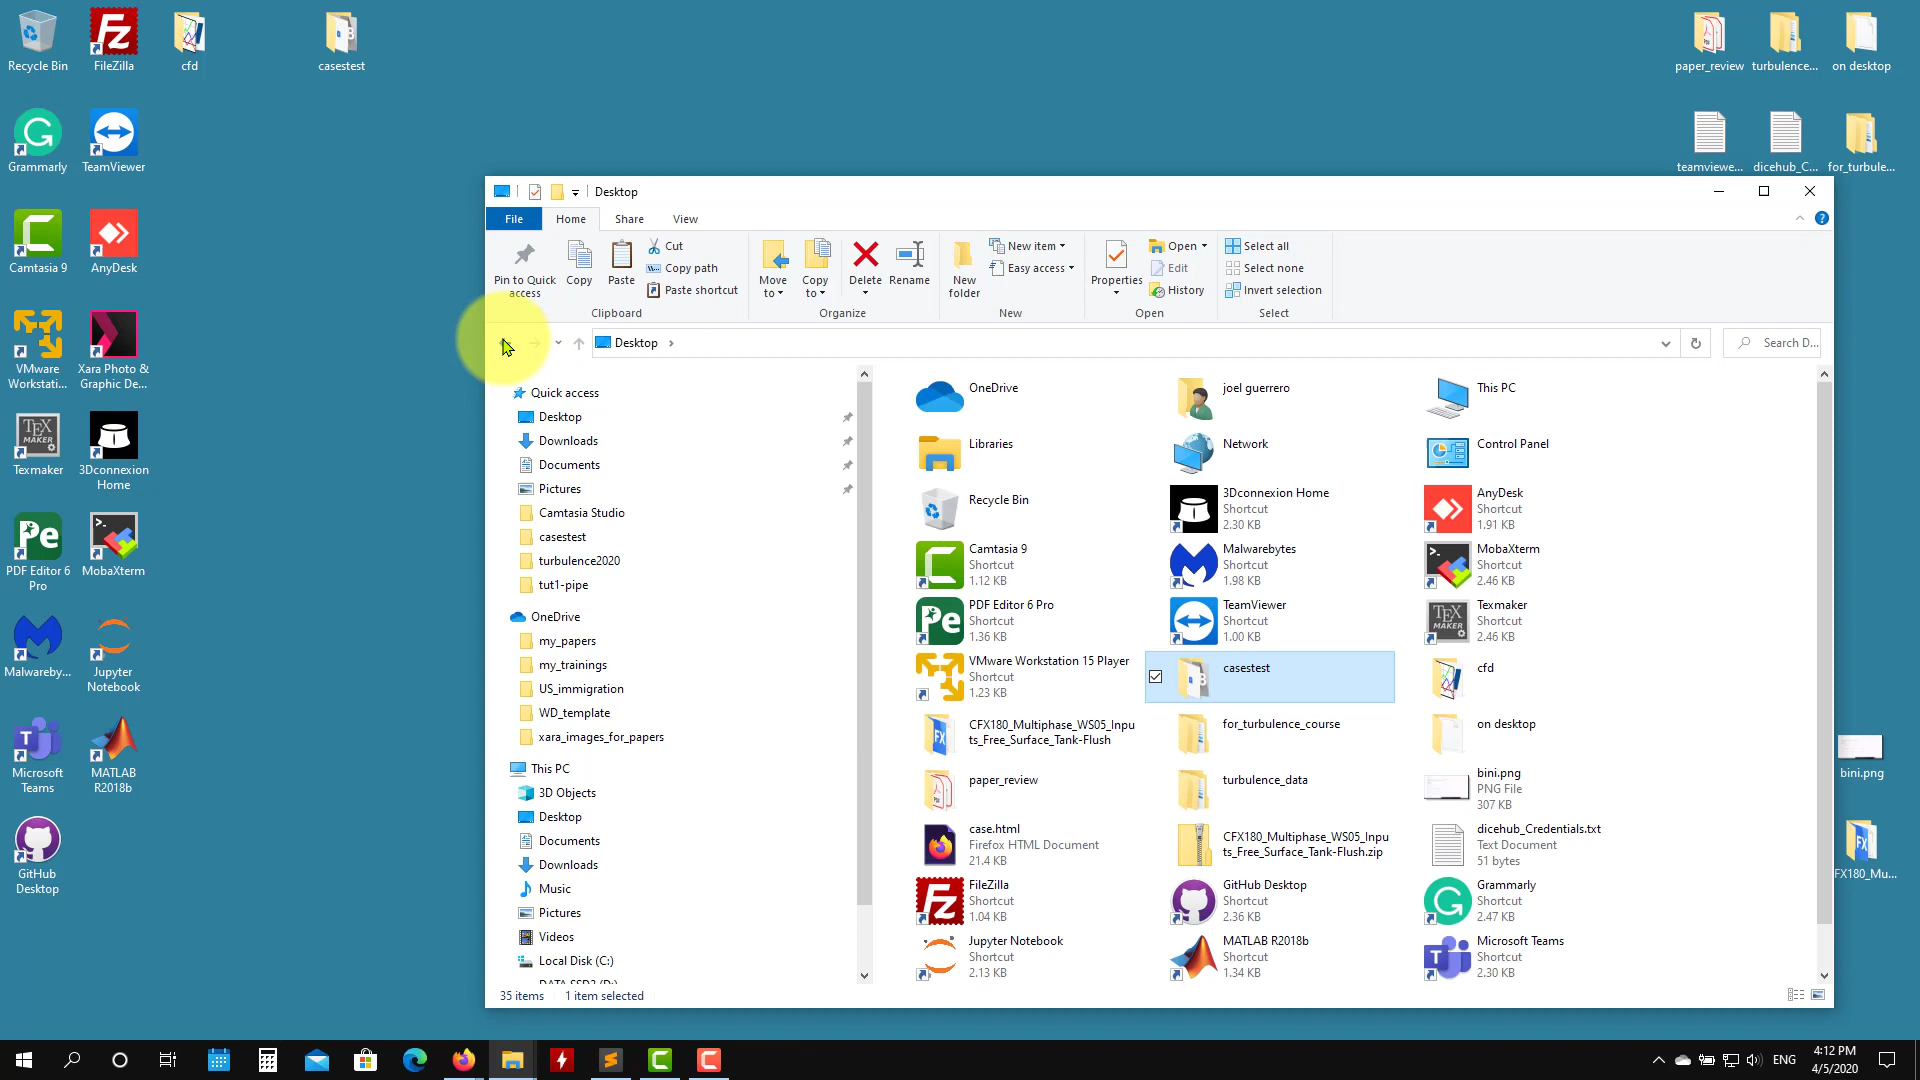 Recycle Bin
FileZilla
cfd
casestest
paper_review
turbulence...
on desktop
Grammarly
TeamViewer
teamviewe...
dicehub_C...
for_turbule...
Camtasia 9
AnyDesk
VMware
Workstati...
Xara Photo &
Graphic De...
TEX
MAKER
Texmaker
3Dconnexion
Home
PDF Editor 6
Pro
MobaXterm
Malwareby...
Jupyter
Notebook
Microsoft
Teams
MATLAB
R2018b
GitHub
Desktop
bini.png
FX180_Mu...
Desktop
File
Home
Share
View
Pin to Quick
access
Copy
Paste
Cut
Copy path
Paste shortcut
Clipboard
Move
to
Copy
to
Delete
Rename
Organize
New
folder
New item
Easy access
New
Properties
Open
Edit
History
Open
Select all
Select none
Invert selection
Select
Desktop
Search D...
Quick access
Desktop
Downloads
Documents
Pictures
Camtasia Studio
casestest
turbulence2020
tut1-pipe
OneDrive
my_papers
my_trainings
US_immigration
WD_template
xara_images_for_papers
This PC
3D Objects
Desktop
Documents
Downloads
Music
Pictures
Videos
Local Disk (C:)
OneDrive
joel guerrero
This PC
Libraries
Network
Control Panel
Recycle Bin
3Dconnexion Home
Shortcut
2.30 KB
AnyDesk
Shortcut
1.91 KB
Camtasia 9
Shortcut
1.12 KB
Malwarebytes
Shortcut
1.98 KB
MobaXterm
Shortcut
2.46 KB
PDF Editor 6 Pro
Shortcut
1.36 KB
TeamViewer
Shortcut
1.00 KB
Texmaker
Shortcut
2.46 KB
VMware Workstation 15 Player
Shortcut
1.23 KB
casestest
cfd
CFX180_Multiphase_WS05_Inpu
ts_Free_Surface_Tank-Flush
for_turbulence_course
on desktop
paper_review
turbulence_data
bini.png
PNG File
307 KB
case.html
Firefox HTML Document
21.4 KB
CFX180_Multiphase_WS05_Inpu
ts_Free_Surface_Tank-Flush.zip
dicehub_Credentials.txt
Text Document
51 bytes
FileZilla
Shortcut
1.04 KB
GitHub Desktop
Shortcut
2.36 KB
Grammarly
Shortcut
2.47 KB
Jupyter Notebook
Shortcut
2.13 KB
MATLAB R2018b
Shortcut
1.34 KB
Microsoft Teams
Shortcut
2.30 KB
35 items
1 item selected
ENG
4:12 PM
4/5/2020